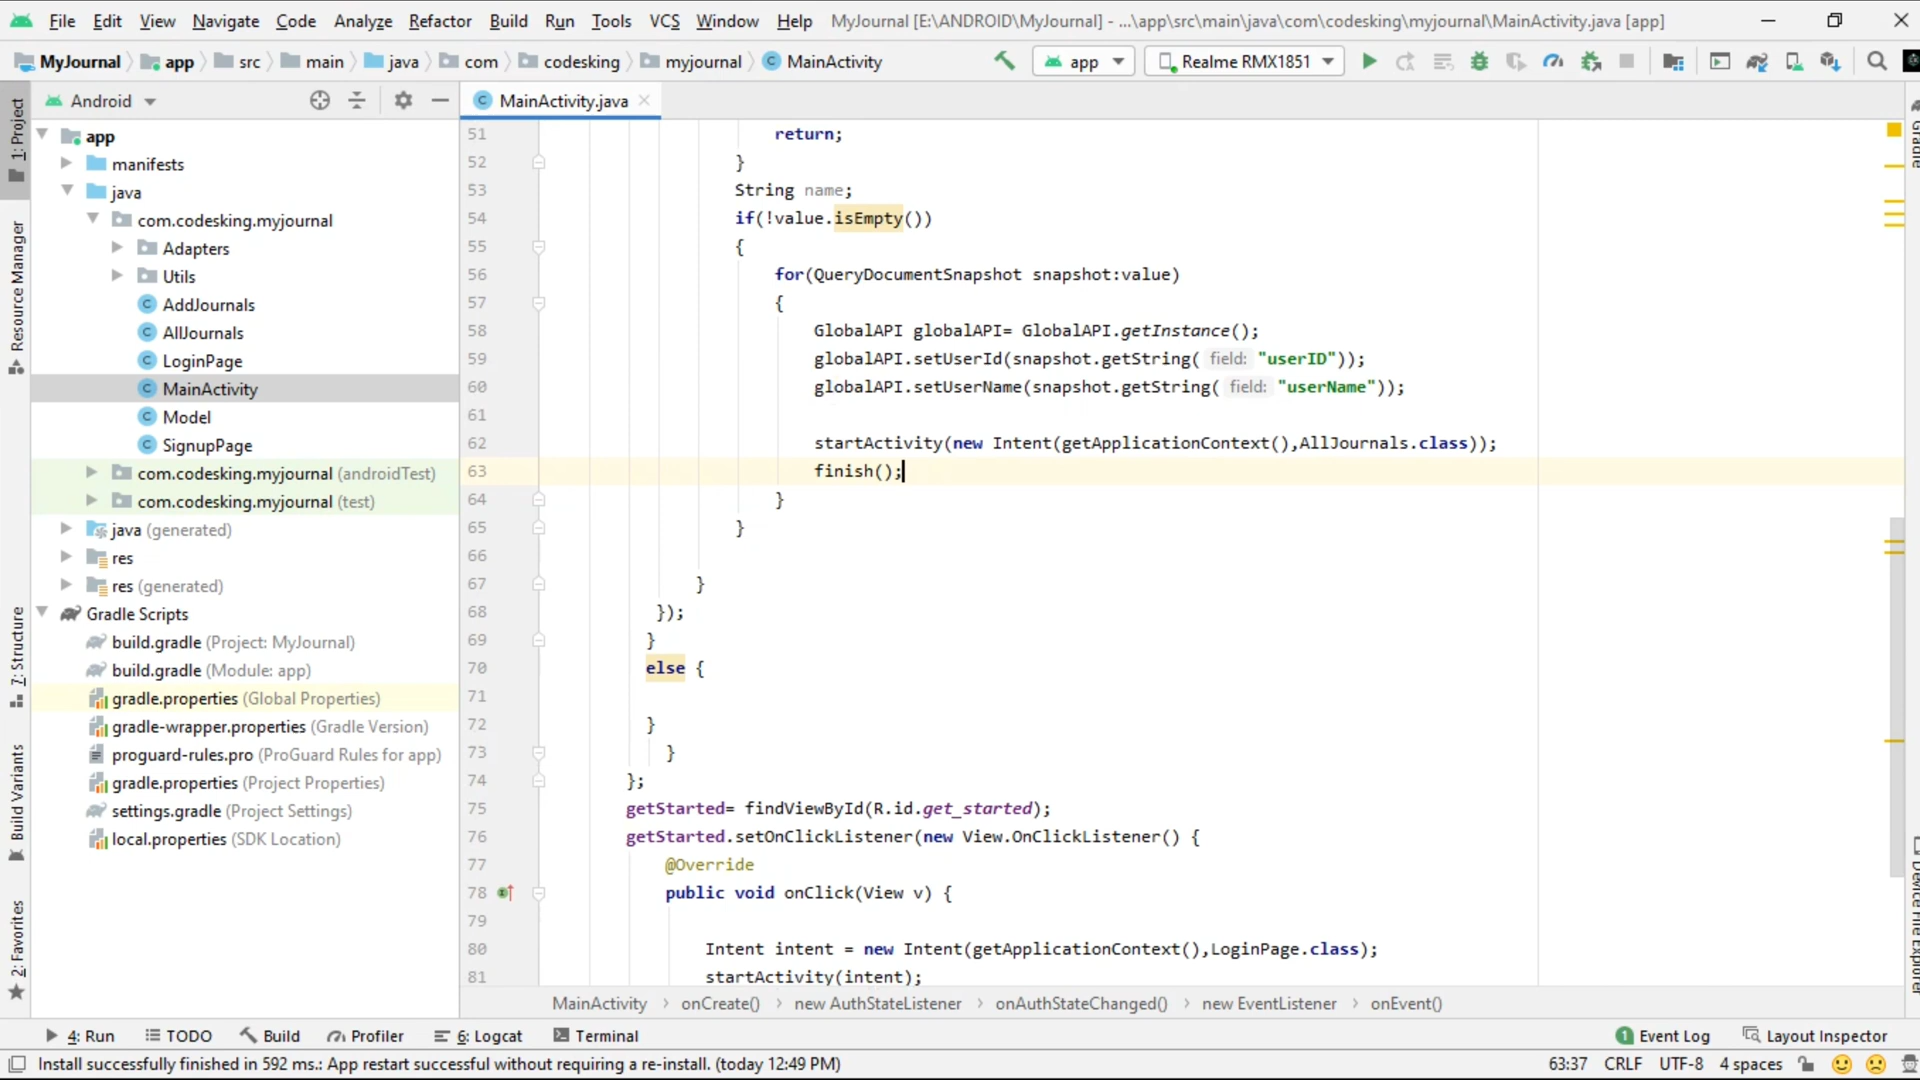 File Edit View Navigate Code Analyze Refactor Build Run Tools VCS Window Help MyJournal [E:\ANDROID\MyJournal] - ...\app\src\main\java\com\codesking\myjournal\MainActivity.java [app]
MyJournal app src main java com codesking myjournal MainActivity app Realme RMX1851
Android
MainActivity.java
1: Project
Resource Manager
7: Structure
Build Variants
2: Favorites
app
manifests
java
com.codesking.myjournal
Adapters
Utils
AddJournals
AllJournals
LoginPage
MainActivity
Model
SignupPage
com.codesking.myjournal (androidTest)
com.codesking.myjournal (test)
java (generated)
res
res (generated)
Gradle Scripts
build.gradle (Project: MyJournal)
build.gradle (Module: app)
gradle.properties (Global Properties)
gradle-wrapper.properties (Gradle Version)
proguard-rules.pro (ProGuard Rules for app)
gradle.properties (Project Properties)
settings.gradle (Project Settings)
local.properties (SDK Location)
51 return;
52 }
53 String name;
54 if(!value.isEmpty())
55 {
56 for(QueryDocumentSnapshot snapshot:value)
57 {
58 GlobalAPI globalAPI= GlobalAPI.getInstance();
59 globalAPI.setUserId(snapshot.getString( field: "userID"));
60 globalAPI.setUserName(snapshot.getString( field: "userName"));
61
62 startActivity(new Intent(getApplicationContext(),AllJournals.class));
63 finish();
64 }
65 }
66
67 }
68 });
69 }
70 else {
71
72 }
73 }
74 };
75 getStarted= findViewById(R.id.get_started);
76 getStarted.setOnClickListener(new View.OnClickListener() {
77 @Override
78 public void onClick(View v) {
79
80 Intent intent = new Intent(getApplicationContext(),LoginPage.class);
81 startActivity(intent);
Gradle
Device File Explorer
MainActivity › onCreate() › new AuthStateListener › onAuthStateChanged() › new EventListener › onEvent()
4: Run TODO Build Profiler 6: Logcat Terminal 1 Event Log Layout Inspector
Install successfully finished in 592 ms.: App restart successful without requiring a re-install. (today 12:49 PM) 63:37 CRLF UTF-8 4 spaces